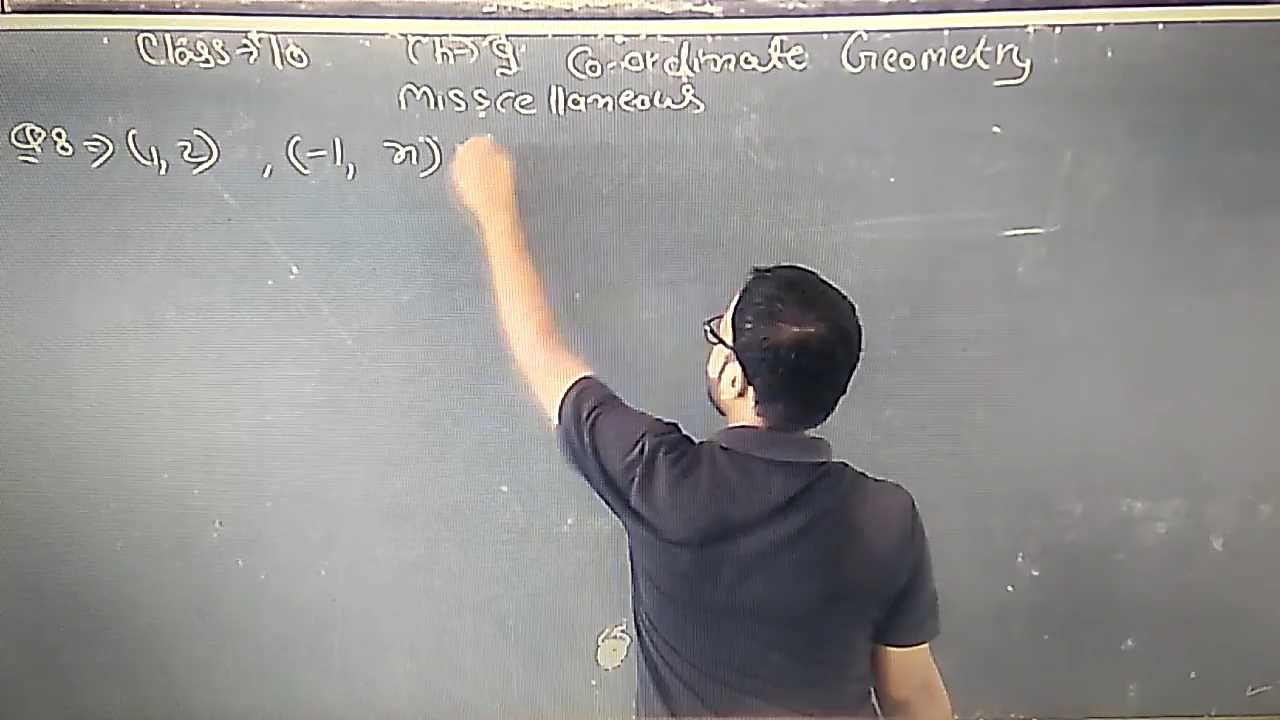 Class → 10 Ch → 9 Co-ordinate Geometry
Misscellaneous
Q8 ⇒ (1, 2) , (-1, x)